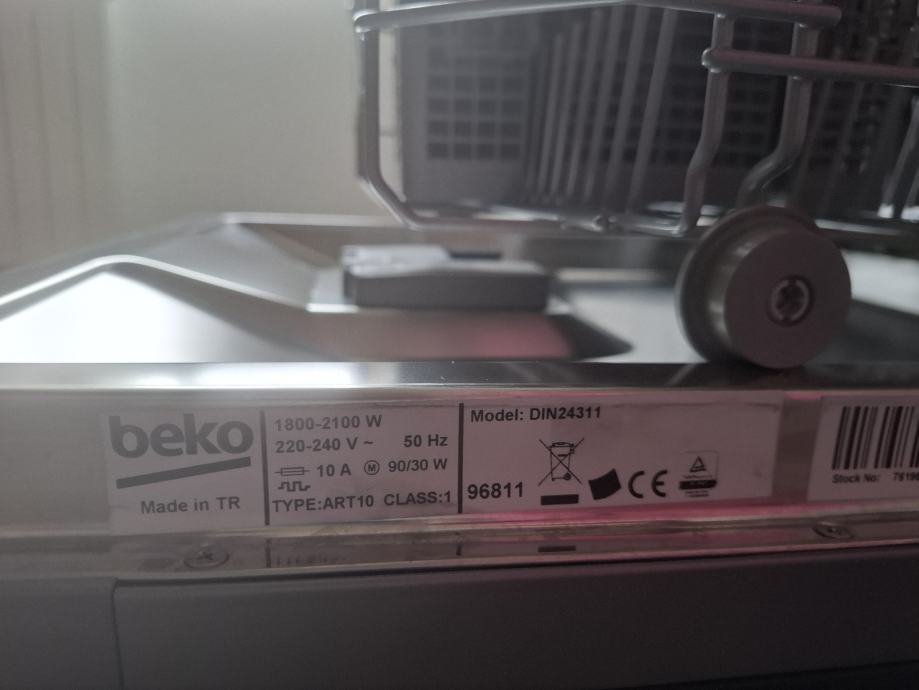 beko
Made in TR
1800-2100 W
220-240 V ~ 50 Hz
10 A M 90/30 W
TYPE:ART10 CLASS:1
Model: DIN24311
96811
CE
Stock No: